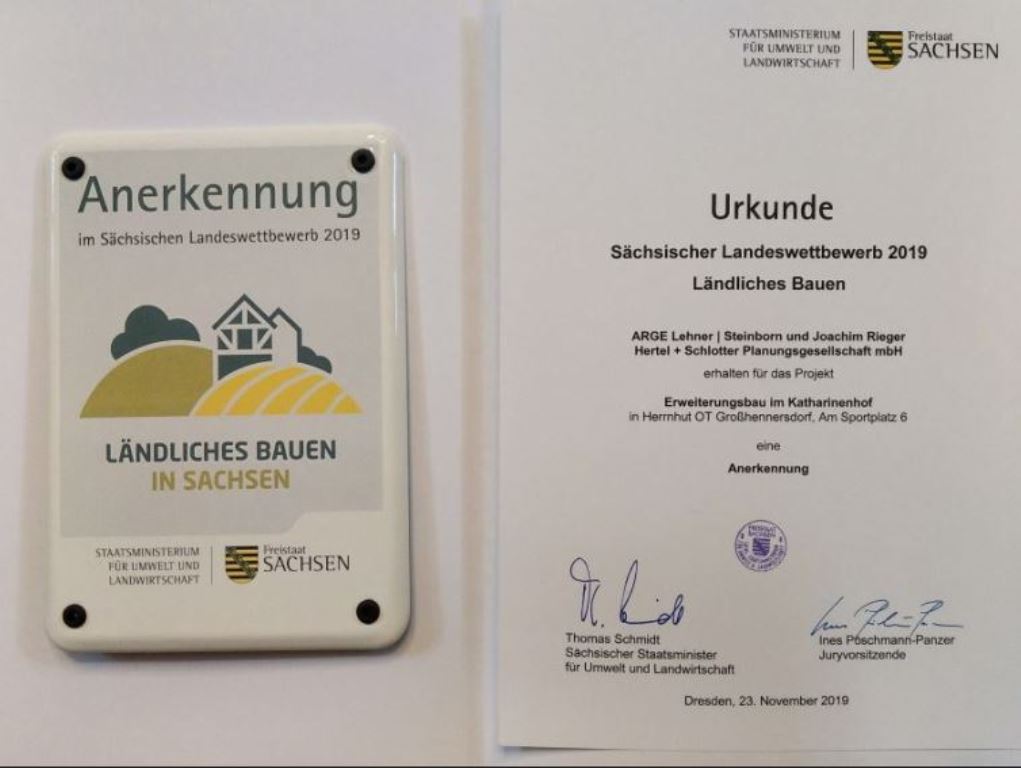 Anerkennung
im Sächsischen Landeswettbewerb 2019
LÄNDLICHES BAUEN
IN SACHSEN
STAATSMINISTERIUM
FÜR UMWELT UND
LANDWIRTSCHAFT
Freistaat
SACHSEN
STAATSMINISTERIUM
FÜR UMWELT UND
LANDWIRTSCHAFT
Freistaat
SACHSEN
Urkunde
Sächsischer Landeswettbewerb 2019
Ländliches Bauen
ARGE Lehner | Steinborn und Joachim Rieger
Hertel + Schlotter Planungsgesellschaft mbH
erhalten für das Projekt
Erweiterungsbau im Katharinenhof
in Herrnhut OT Großhennersdorf, Am Sportplatz 6
eine
Anerkennung
FREISTAAT
SACHSEN
Thomas Schmidt
Sächsischer Staatsminister
für Umwelt und Landwirtschaft
Ines Pöschmann-Panzer
Juryvorsitzende
Dresden, 23. November 2019